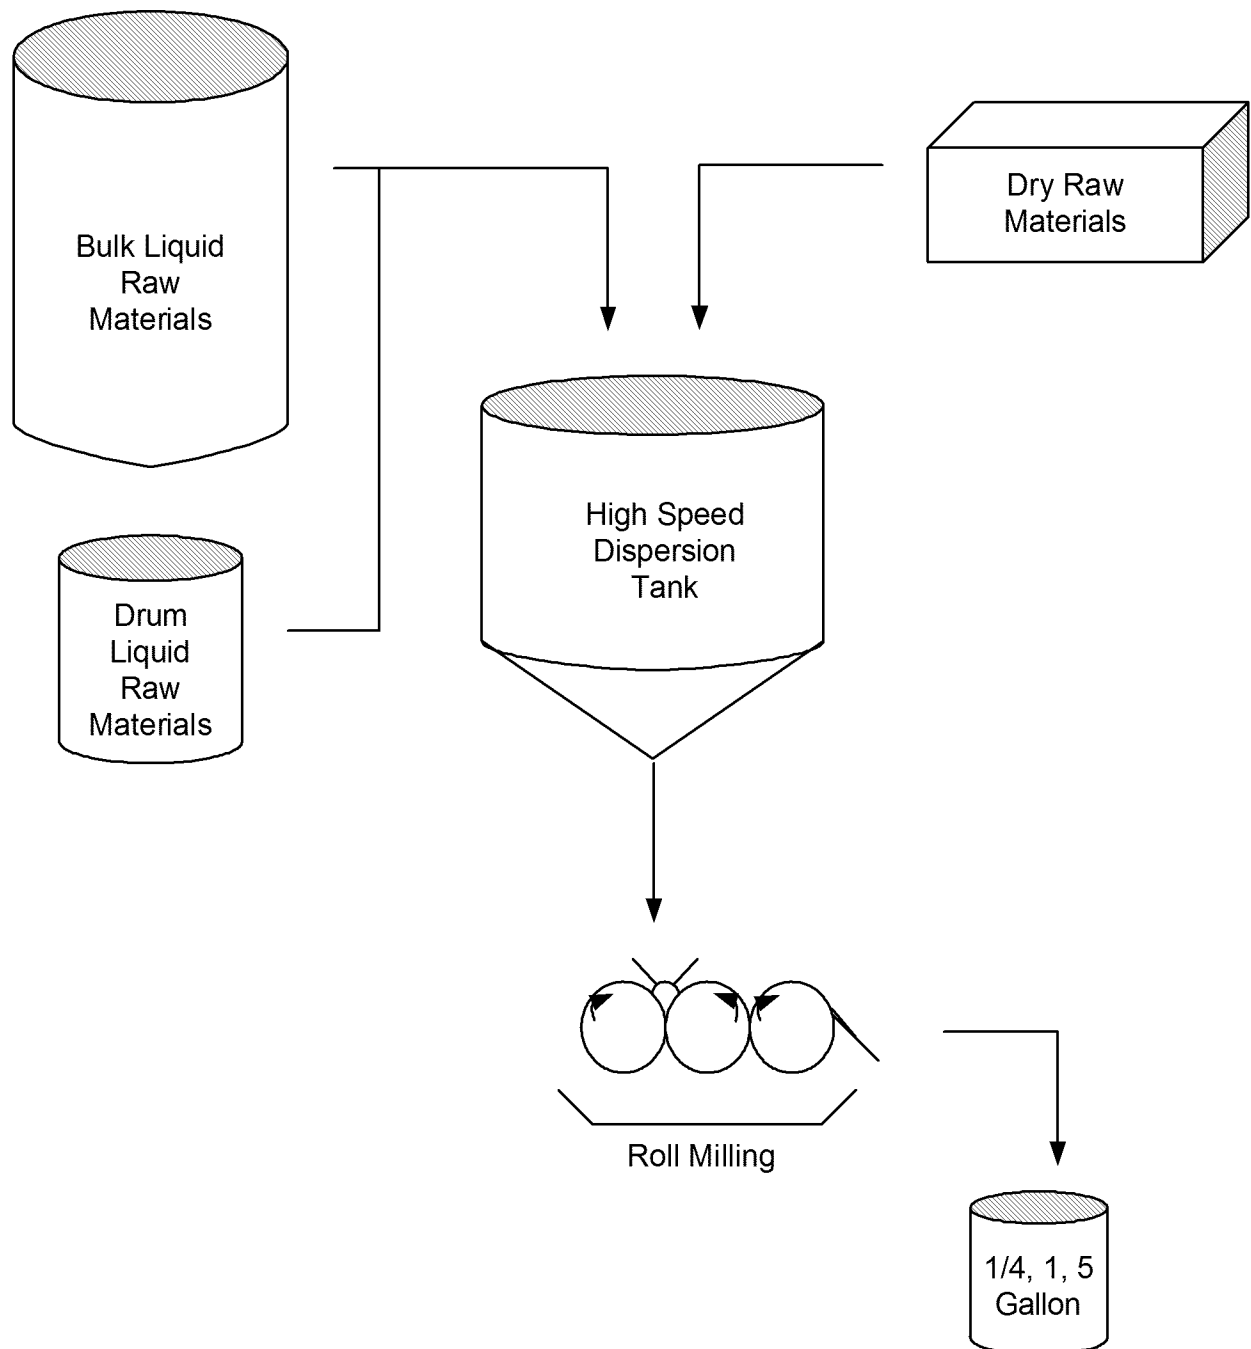 Bulk Liquid
Raw
Materials
Dry Raw
Materials
High Speed
Dispersion
Tank
Drum
Liquid
Raw
Materials
Roll Milling
1/4, 1, 5
Gallon